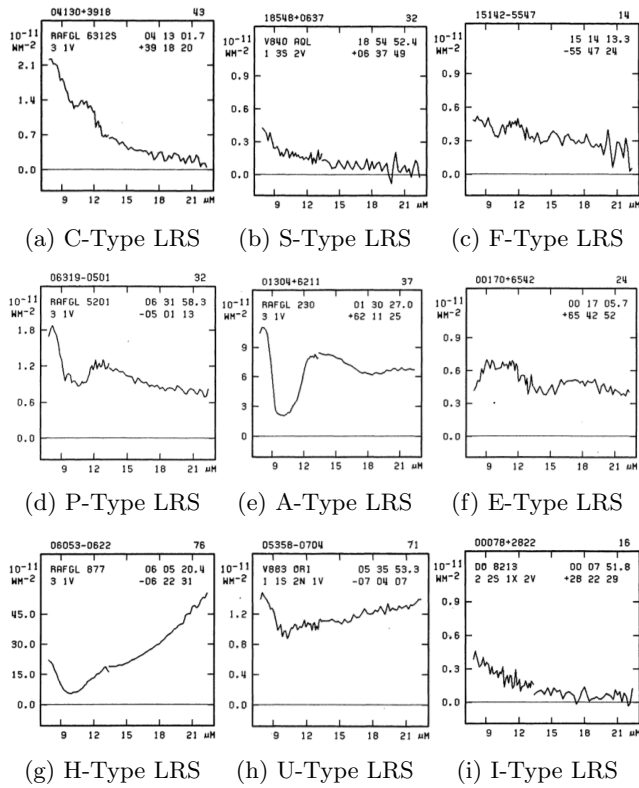 04130+3918 43
10-11
WM-2
RAFGL 6312S 04 13 01.7
3 1V +39 18 20
2.1
1.4
0.7
0.0
9 12 15 18 21 µM
(a) C-Type LRS
18548+0637 32
10-11
WM-2
V840 AQL 18 54 52.4
1 3S 2V +06 37 49
0.9
0.6
0.3
0.0
9 12 15 18 21 µM
(b) S-Type LRS
15142-5547 14
10-11
WM-2
15 14 13.3
-55 47 24
0.9
0.6
0.3
0.0
9 12 15 18 21 µM
(c) F-Type LRS
06319-0501 32
10-11
WM-2
RAFGL 5201 06 31 58.3
3 1V -05 01 13
1.8
1.2
0.6
0.0
9 12 15 18 21 µM
(d) P-Type LRS
01304+6211 37
10-11
WM-2
RAFGL 230 01 30 27.0
3 1V +62 11 25
9
6
3
0
9 12 15 18 21 µM
(e) A-Type LRS
00170+6542 24
10-11
WM-2
00 17 05.7
+65 42 52
0.9
0.6
0.3
0.0
9 12 15 18 21 µM
(f) E-Type LRS
06053-0622 76
10-11
WM-2
RAFGL 877 06 05 20.4
3 1V -06 22 31
45.0
30.0
15.0
0.0
9 12 15 18 21 µM
(g) H-Type LRS
05358-0704 71
10-11
WM-2
V883 ORI 05 35 53.3
1 1S 2N 1V -07 04 07
1.2
0.6
0.0
9 12 15 18 21 µM
(h) U-Type LRS
00078+2822 16
10-11
WM-2
DO 8213 00 07 51.8
2 2S 1X 2V +28 22 29
0.9
0.6
0.3
0.0
9 12 15 18 21 µM
(i) I-Type LRS